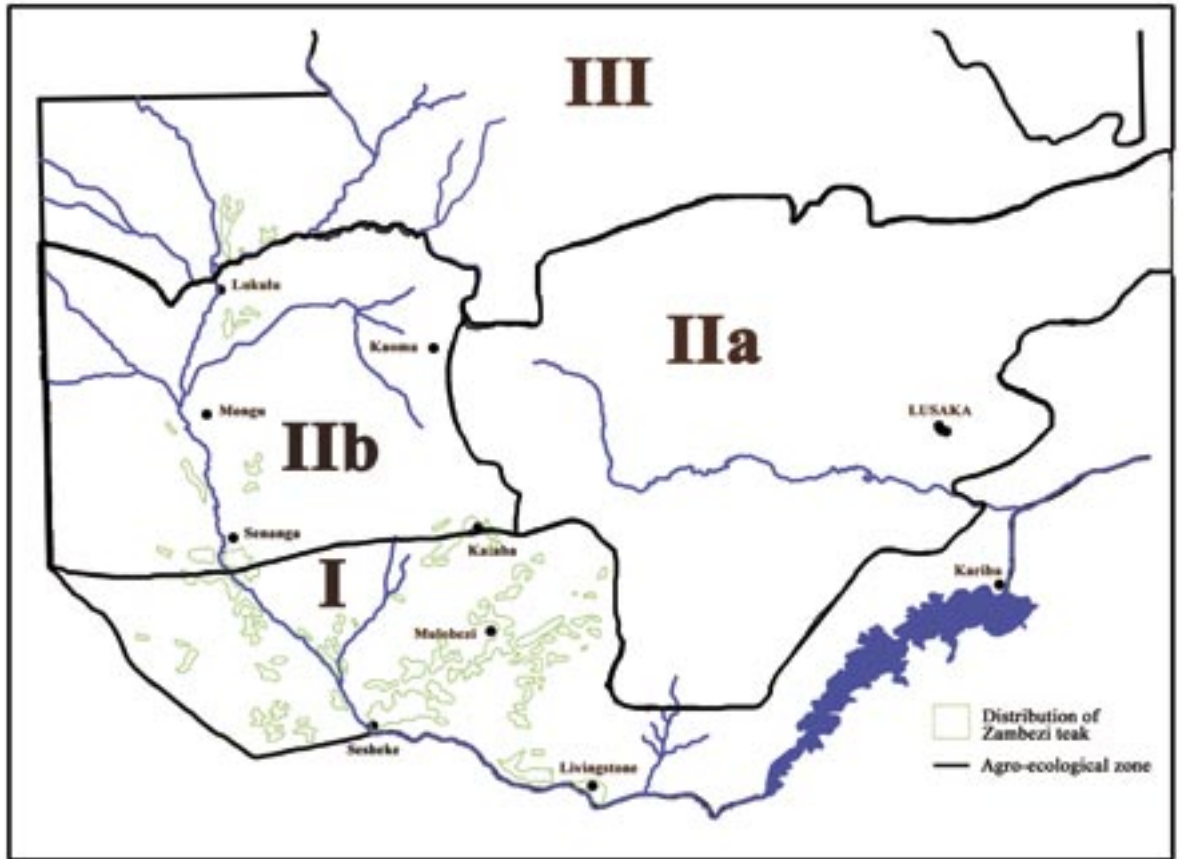 III
Lukulu
IIa
Kaoma
Mongu
LUSAKA
IIb
Senanga
I
Kariba
Mulobezi
Distribution of
Zambezi teak
Sesheke
Livingstone
Agro-ecological zone